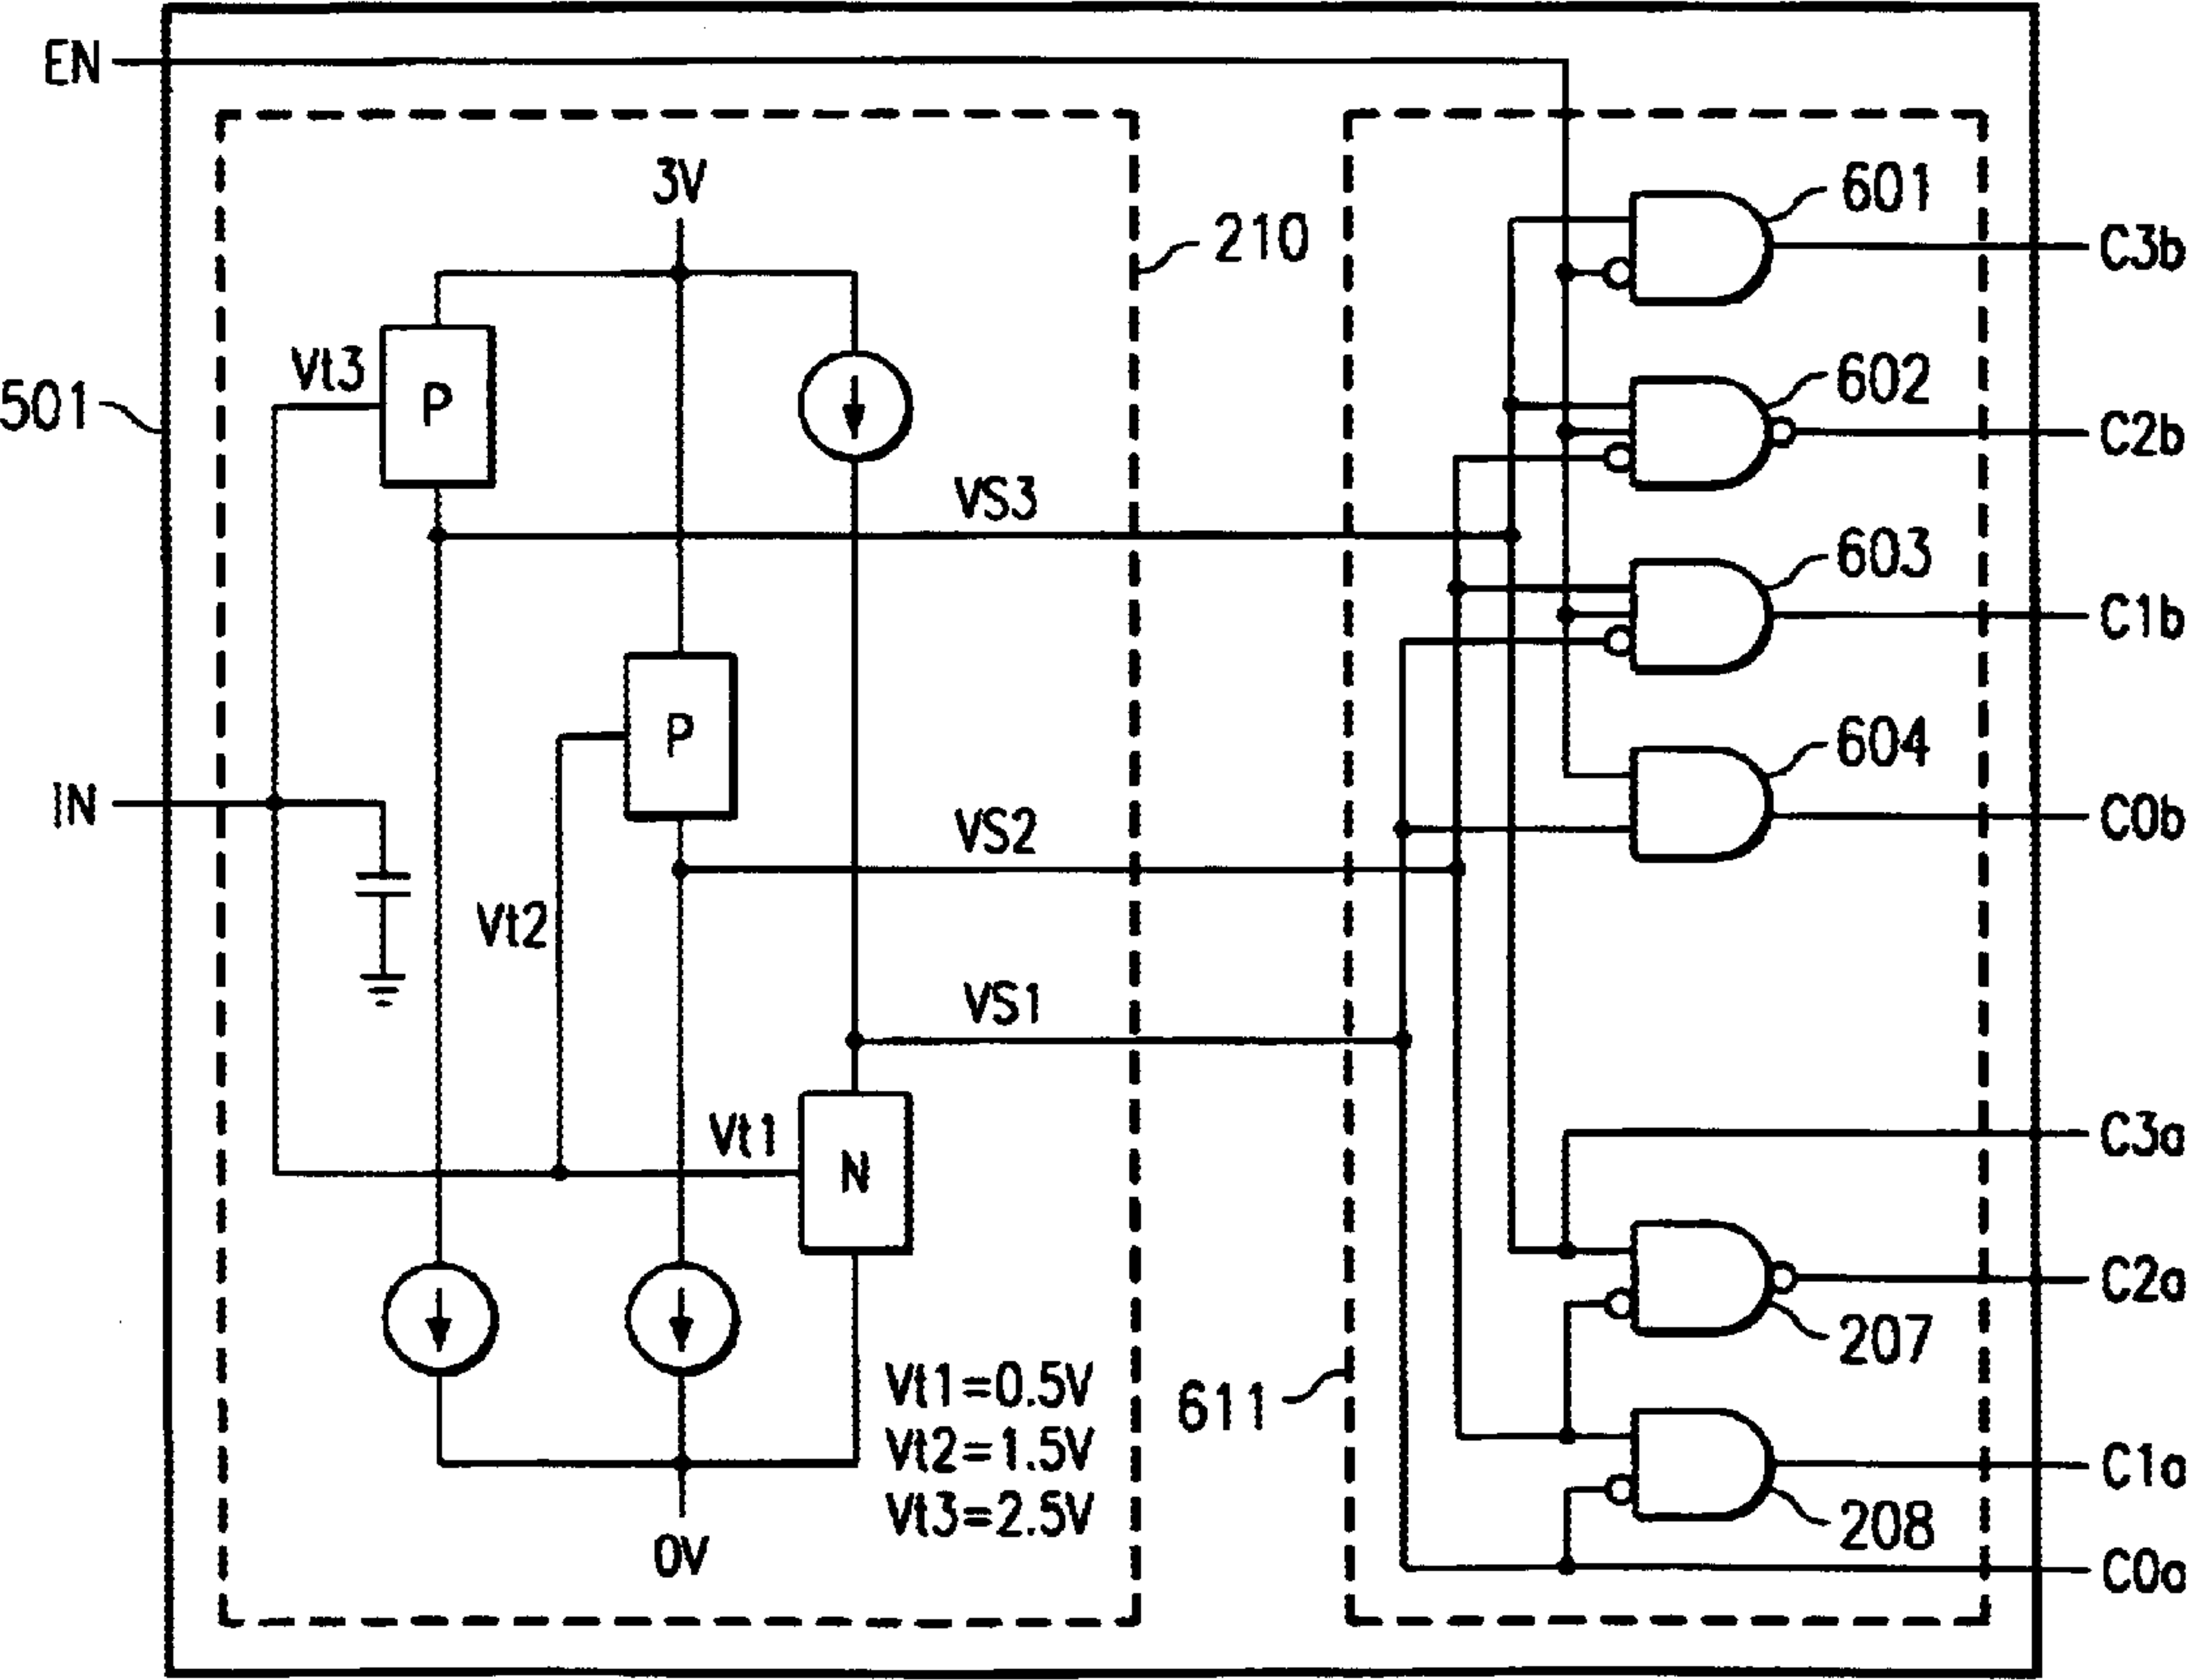 EN
3V
210
601
C3b
Vt3
P
501
602
C2b
VS3
603
C1b
P
604
IN
VS2
C0b
Vt2
VS1
Vt1
N
C3a
C2a
207
Vt1=0.5V
Vt2=1.5V
Vt3=2.5V
611
C1a
208
0V
C0a